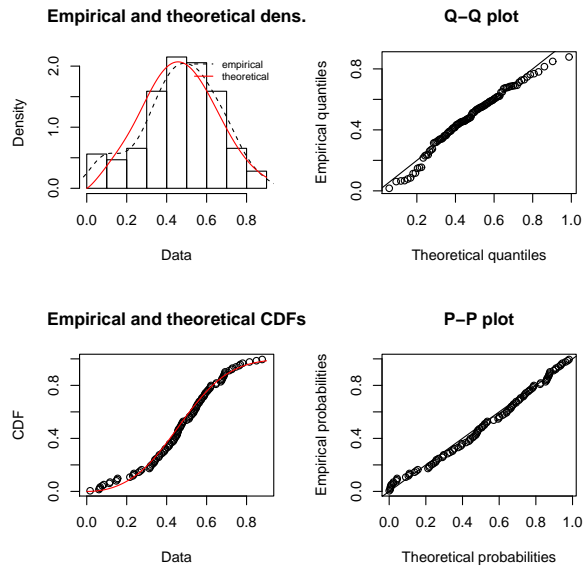 Empirical and theoretical dens.
Density
0.0 1.0 2.0
empirical
theoretical
0.0 0.2 0.4 0.6 0.8
Data
Q−Q plot
Empirical quantiles
0.0 0.4 0.8
0.2 0.4 0.6 0.8 1.0
Theoretical quantiles
Empirical and theoretical CDFs
CDF
0.0 0.4 0.8
0.0 0.2 0.4 0.6 0.8
Data
P−P plot
Empirical probabilities
0.0 0.4 0.8
0.0 0.2 0.4 0.6 0.8 1.0
Theoretical probabilities